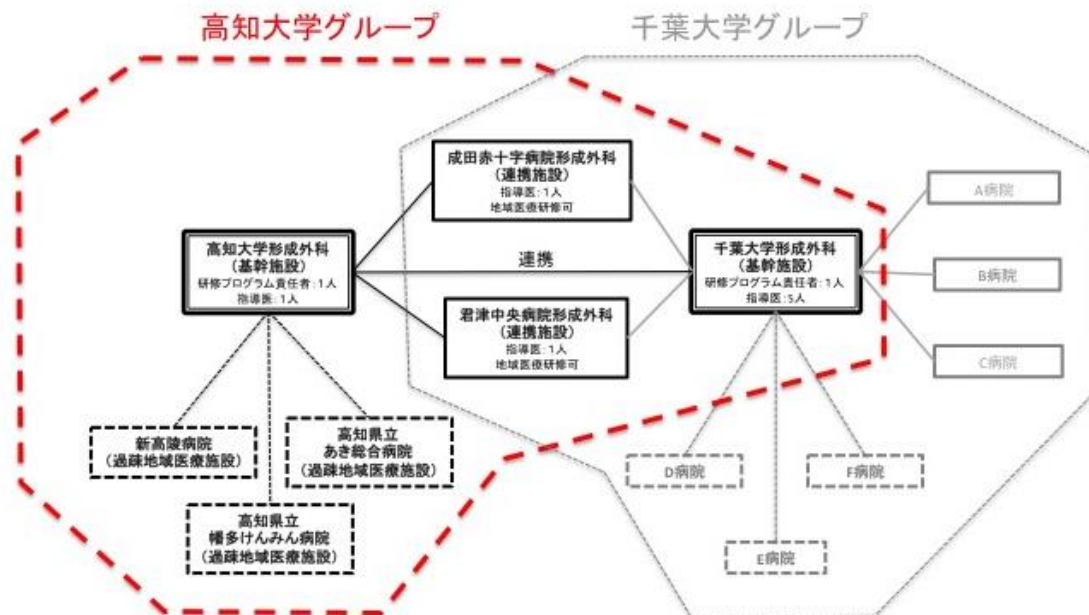 高知大学グループ
千葉大学グループ
成田赤十字病院形成外科
（連携施設）
指導医：1人
地域医療研修可
高知大学形成外科
（基幹施設）
研修プログラム責任者：1人
指導医：1人
連携
千葉大学形成外科
（基幹施設）
研修プログラム責任者：1人
指導医：5人
君津中央病院形成外科
（連携施設）
指導医：1人
地域医療研修可
A病院
B病院
C病院
新高陵病院
（過疎地域医療施設）
高知県立
あき総合病院
（過疎地域医療施設）
高知県立
幡多けんみん病院
（過疎地域医療施設）
D病院
F病院
E病院